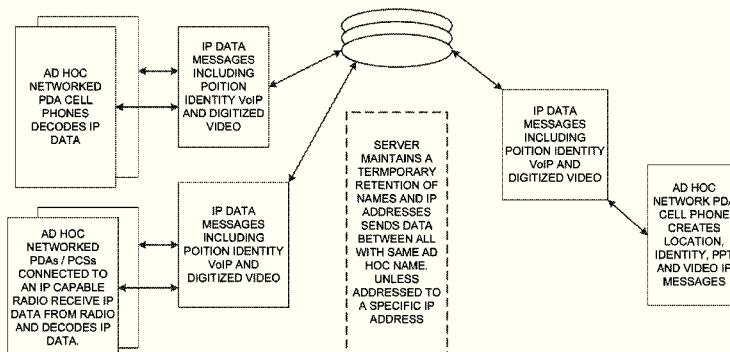 AD HOC
NETWORKED
PDA CELL
PHONES
DECODES IP
DATA
IP DATA
MESSAGES
INCLUDING
POITION
IDENTITY VoIP
AND DIGITIZED
VIDEO
IP DATA
MESSAGES
INCLUDING
POITION IDENTITY
VoIP AND
DIGITIZED VIDEO
AD HOC
NETWORKED
PDAs / PCSs
CONNECTED TO
AN IP CAPABLE
RADIO RECEIVE IP
DATA FROM RADIO
AND DECODES IP
DATA.
SERVER
MAINTAINS A
TERMPORARY
RETENTION OF
NAMES AND IP
ADDRESSES
SENDS DATA
BETWEEN ALL
WITH SAME AD
HOC NAME.
UNLESS
ADDRESSED TO
A SPECIFIC IP
ADDRESS
IP DATA
MESSAGES
INCLUDING
POITION IDENTITY
VoIP AND
DIGITIZED VIDEO
AD HOC
NETWORK PDA
CELL PHONE
CREATES
LOCATION,
IDENTITY, PPT
AND VIDEO IP
MESSAGES